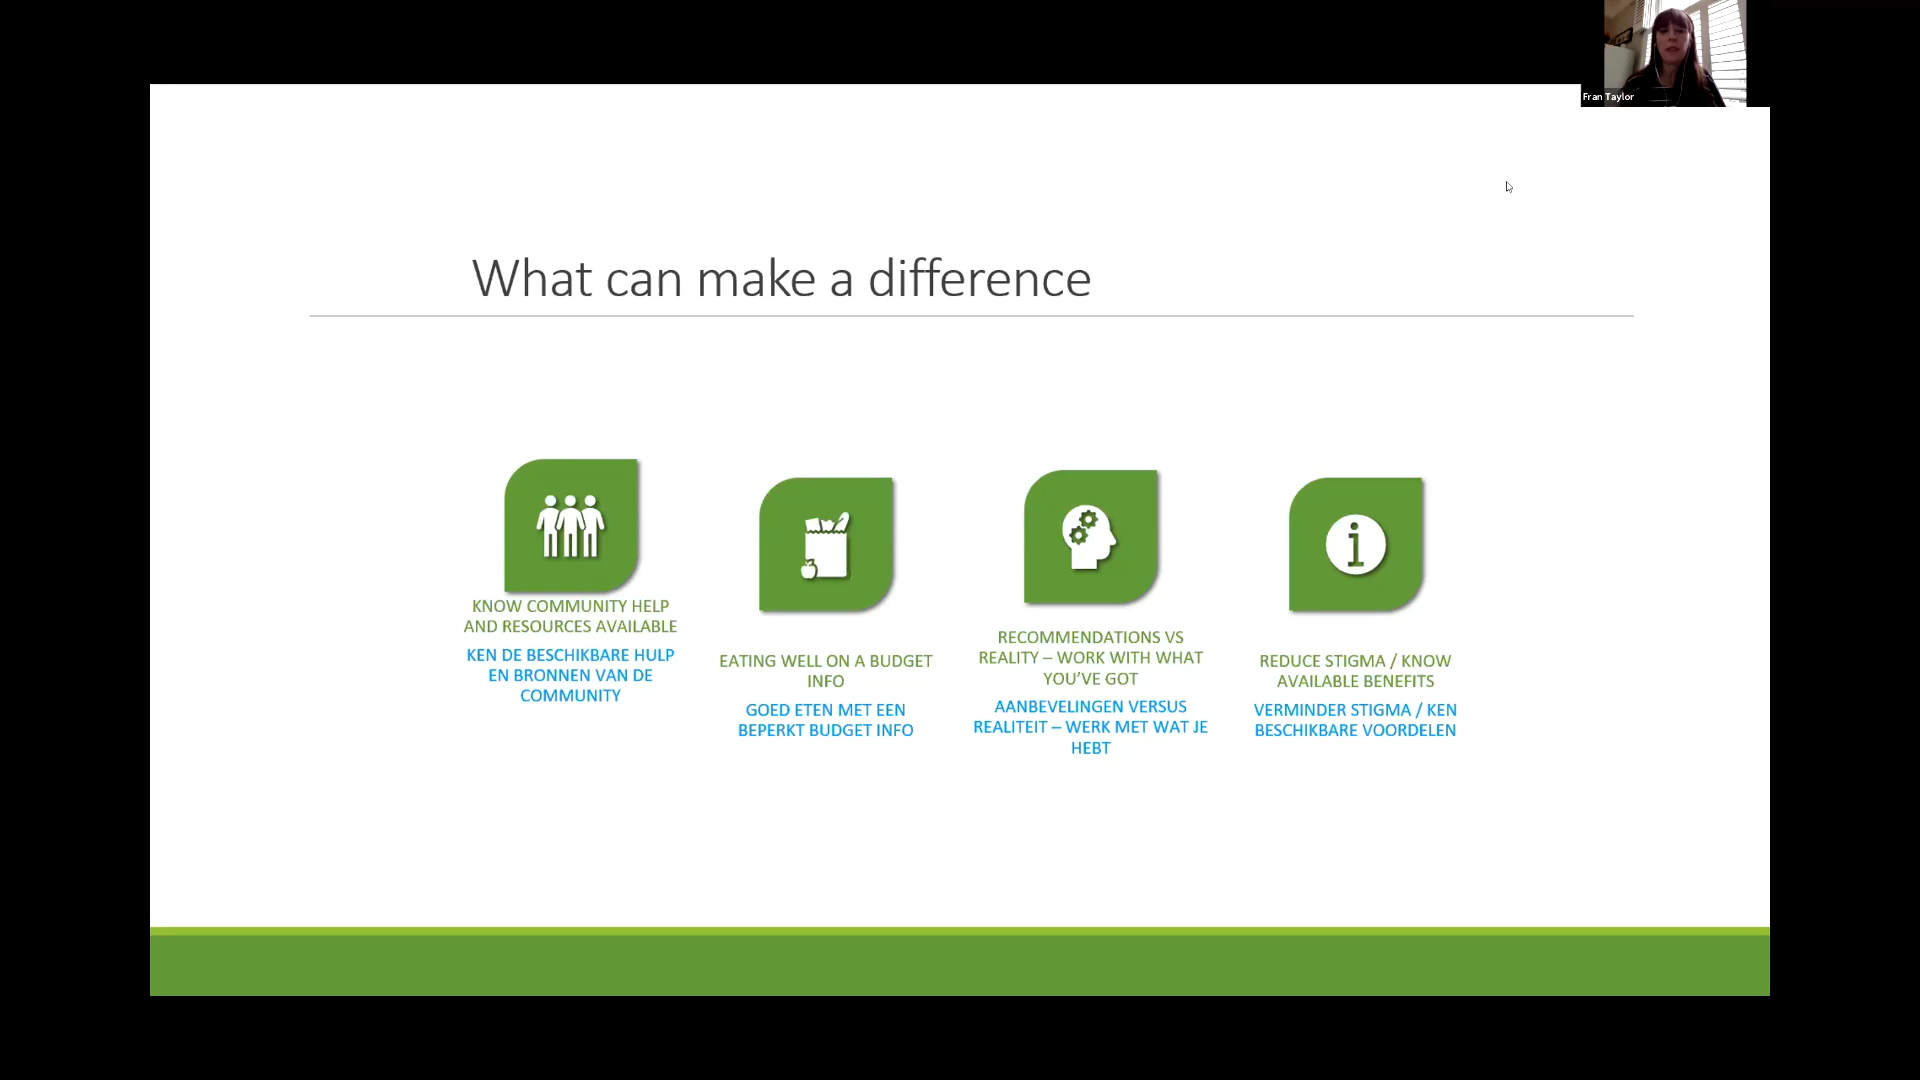 Fran Taylor
What can make a difference
KNOW COMMUNITY HELP
AND RESOURCES AVAILABLE
KEN DE BESCHIKBARE HULP
EN BRONNEN VAN DE
COMMUNITY
EATING WELL ON A BUDGET
INFO
GOED ETEN MET EEN
BEPERKT BUDGET INFO
RECOMMENDATIONS VS
REALITY – WORK WITH WHAT
YOU'VE GOT
AANBEVELINGEN VERSUS
REALITEIT – WERK MET WAT JE
HEBT
REDUCE STIGMA / KNOW
AVAILABLE BENEFITS
VERMINDER STIGMA / KEN
BESCHIKBARE VOORDELEN